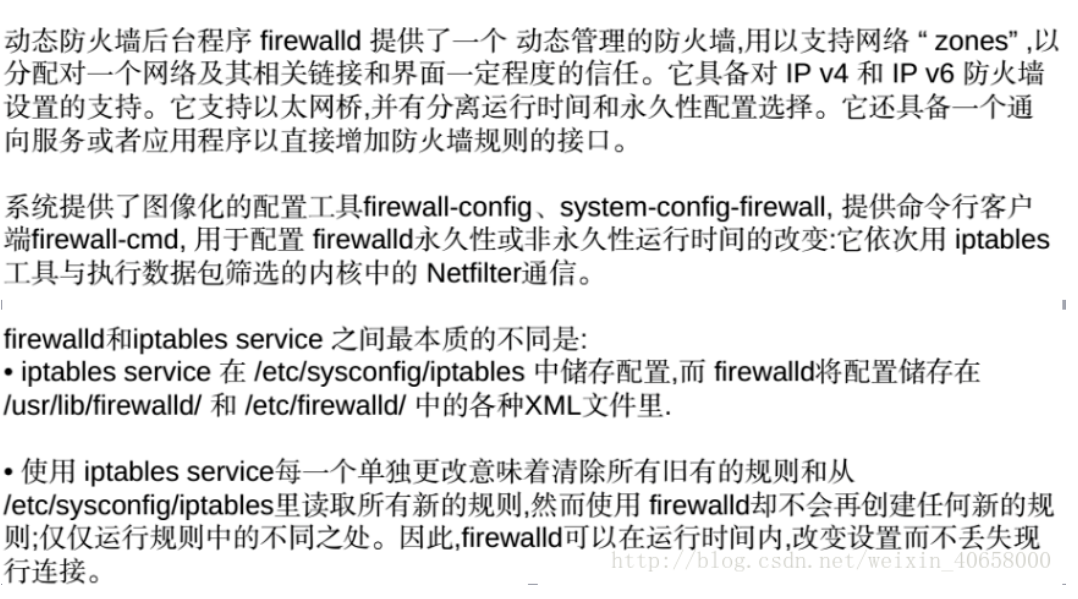 动态防火墙后台程序 firewalld 提供了一个 动态管理的防火墙,用以支持网络 “ zones” ,以
分配对一个网络及其相关链接和界面一定程度的信任。它具备对 IP v4 和 IP v6 防火墙
设置的支持。它支持以太网桥,并有分离运行时间和永久性配置选择。它还具备一个通
向服务或者应用程序以直接增加防火墙规则的接口。
系统提供了图像化的配置工具firewall-config、system-config-firewall, 提供命令行客户
端firewall-cmd, 用于配置 firewalld永久性或非永久性运行时间的改变:它依次用 iptables
工具与执行数据包筛选的内核中的 Netfilter通信。
firewalld和iptables service 之间最本质的不同是:
• iptables service 在 /etc/sysconfig/iptables 中储存配置,而 firewalld将配置储存在
/usr/lib/firewalld/ 和 /etc/firewalld/ 中的各种XML文件里.
• 使用 iptables service每一个单独更改意味着清除所有旧有的规则和从
/etc/sysconfig/iptables里读取所有新的规则,然而使用 firewalld却不会再创建任何新的规
则;仅仅运行规则中的不同之处。因此,firewalld可以在运行时间内,改变设置而不丢失现
行连接。
http://blog.csdn.net/weixin_40658000